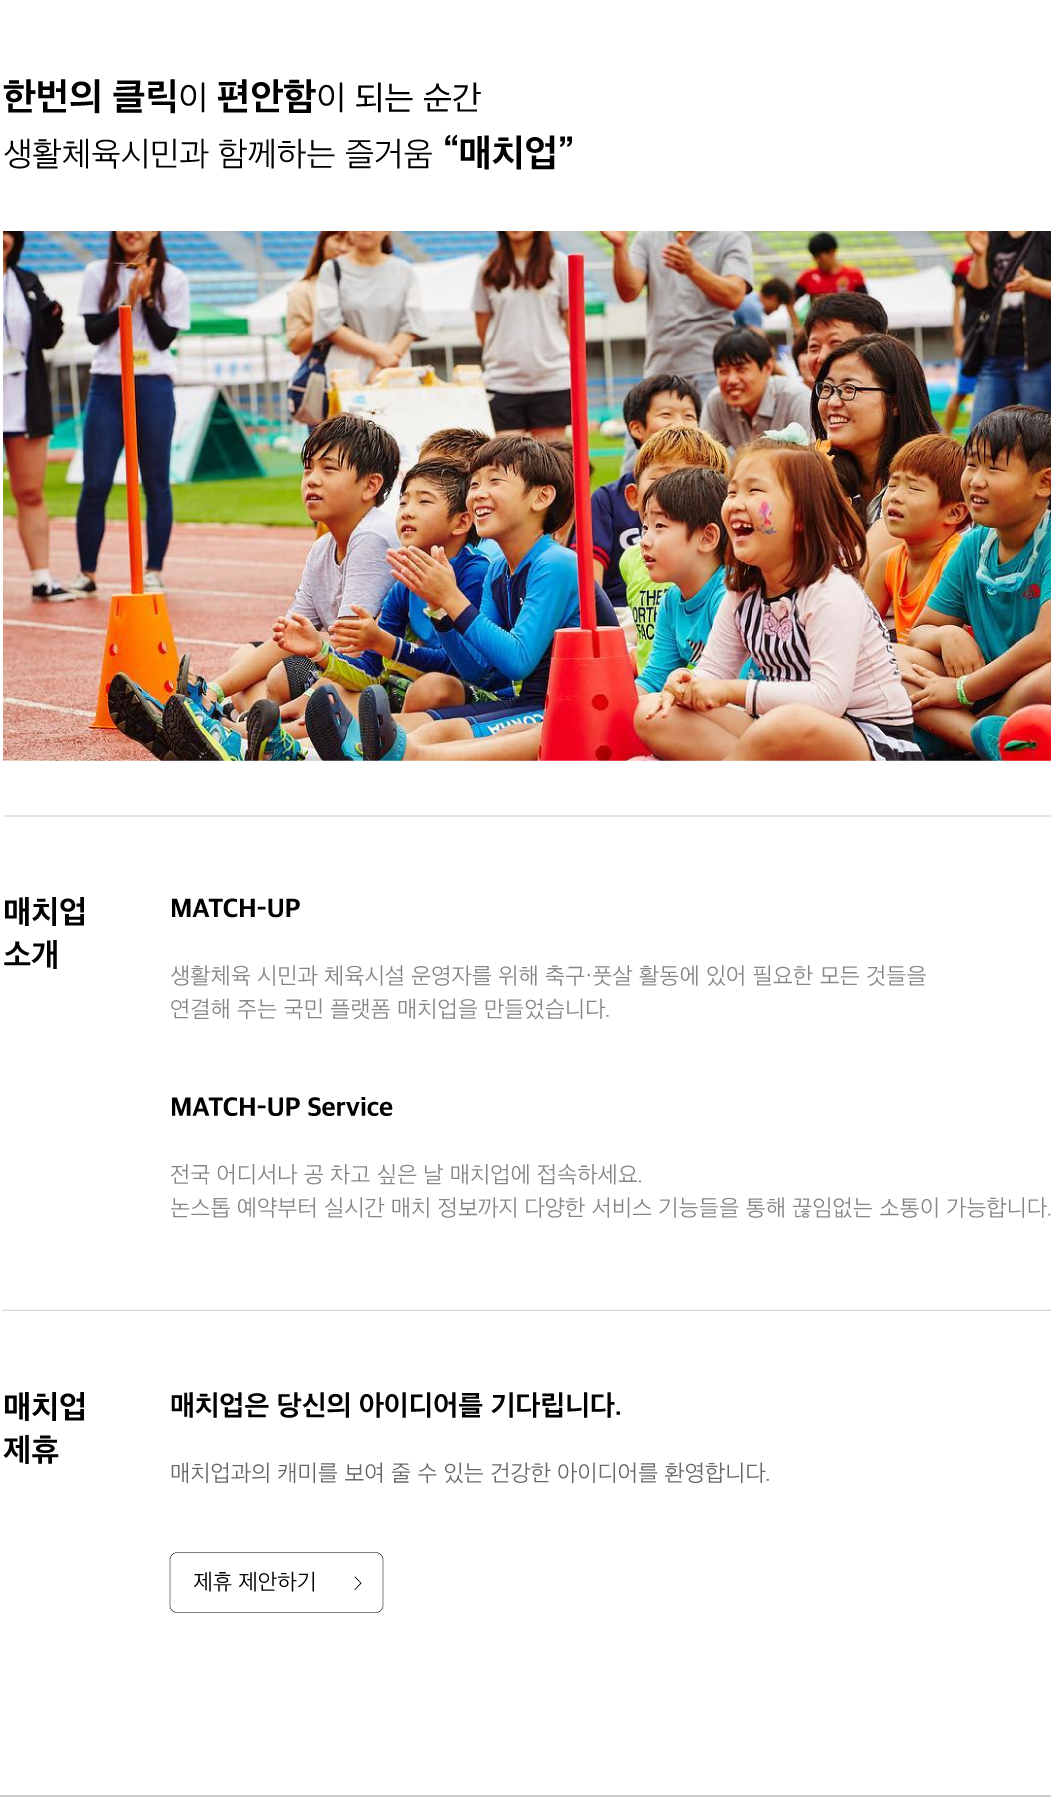 한번의 클릭이 편안함이 되는 순간
생활체육시민과 함께하는 즐거움 “매치업”
THE
매치업
소개
MATCH-UP
생활체육 시민과 체육시설 운영자를 위해 축구·풋살 활동에 있어 필요한 모든 것들을
연결해 주는 국민 플랫폼 매치업을 만들었습니다.
MATCH-UP Service
전국 어디서나 공 차고 싶은 날 매치업에 접속하세요.
논스톱 예약부터 실시간 매치 정보까지 다양한 서비스 기능들을 통해 끊임없는 소통이 가능합니다.
매치업
제휴
매치업은 당신의 아이디어를 기다립니다.
매치업과의 캐미를 보여 줄 수 있는 건강한 아이디어를 환영합니다.
제휴 제안하기